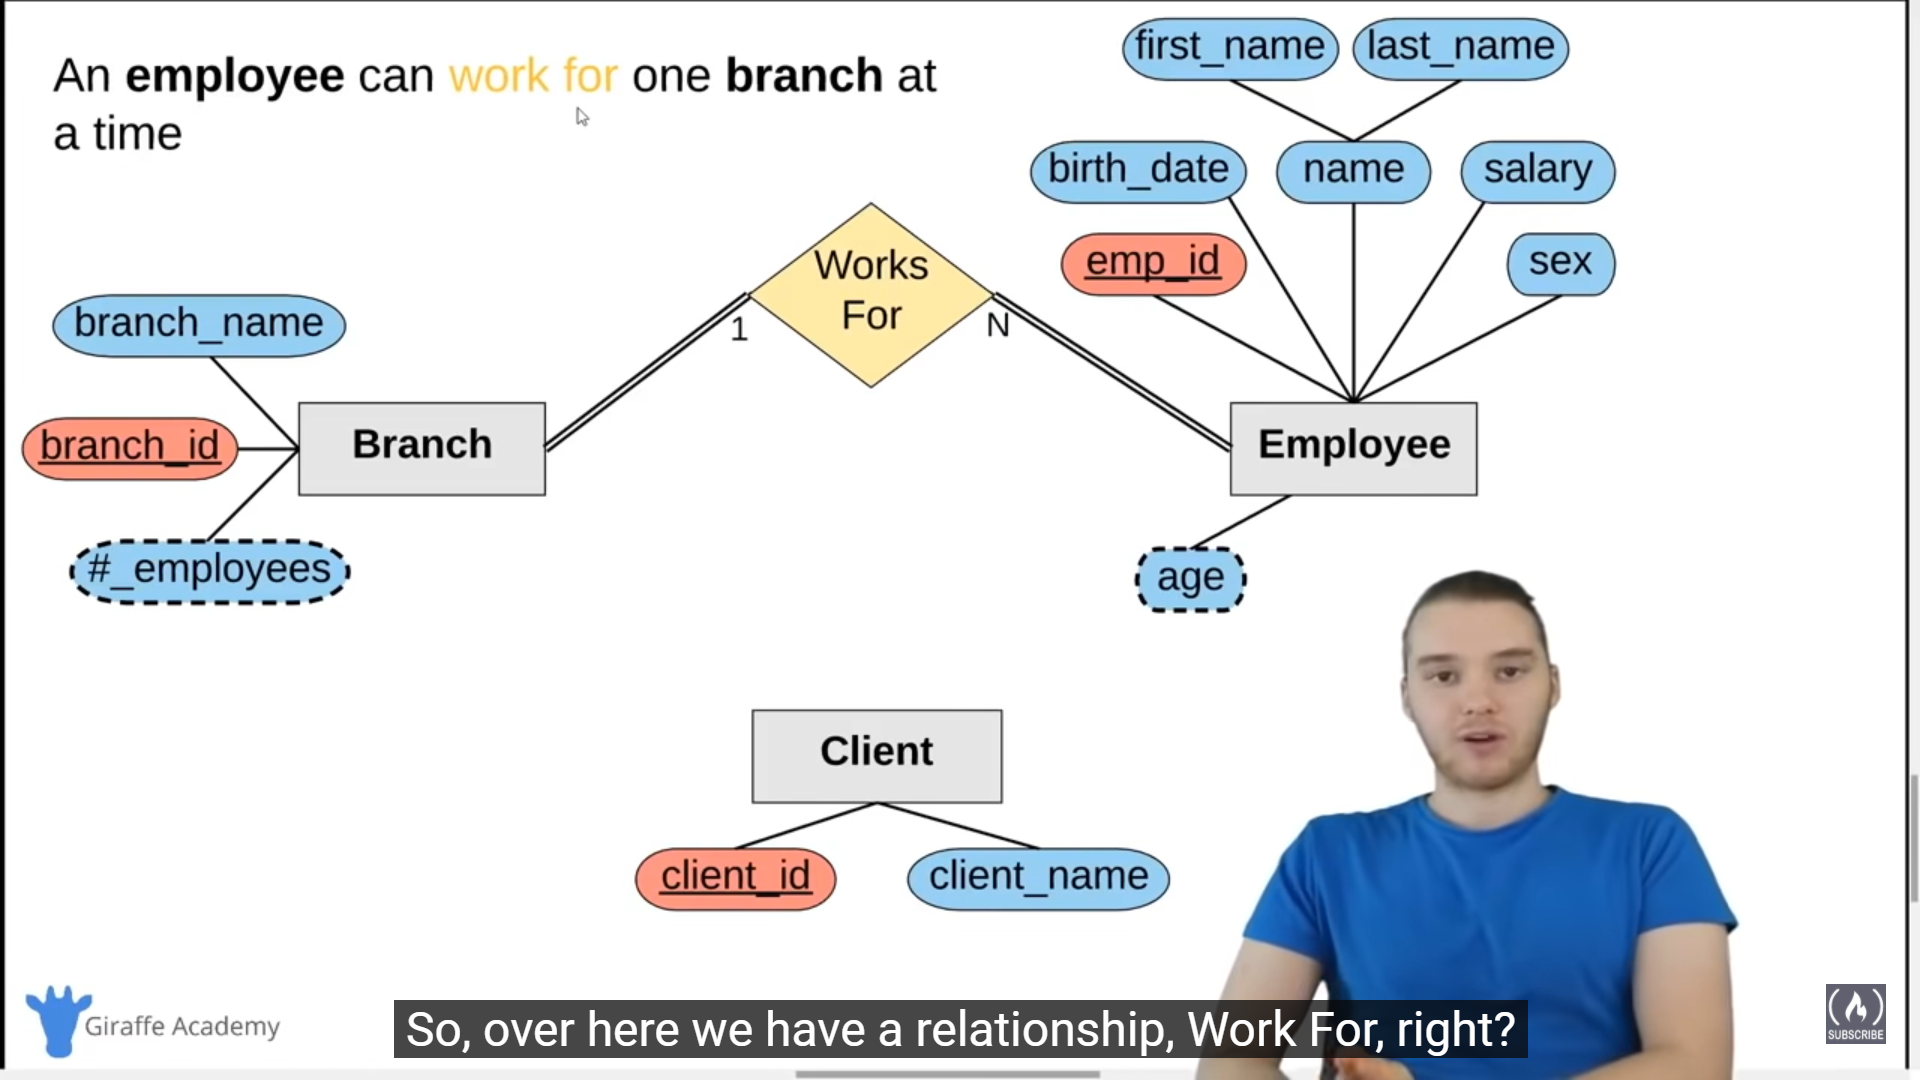 An employee can work for one branch at
a time
first_name
last_name
birth_date
name
salary
emp_id
sex
Works
For
1
N
branch_name
branch_id
Branch
Employee
#_employees
age
Client
client_id
client_name
Giraffe Academy
So, over here we have a relationship, Work For, right?
SUBSCRIBE